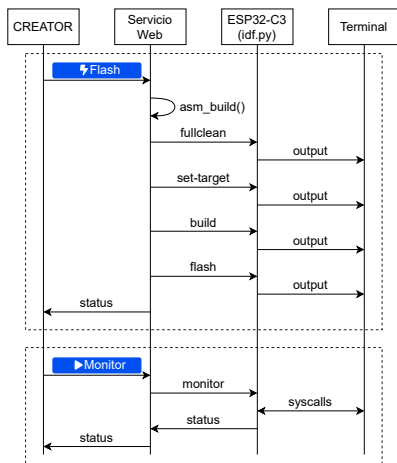 CREATOR
Servicio
Web
ESP32-C3
(idf.py)
Terminal
Flash
asm_build()
fullclean
output
set-target
output
build
output
flash
output
status
Monitor
monitor
syscalls
status
status